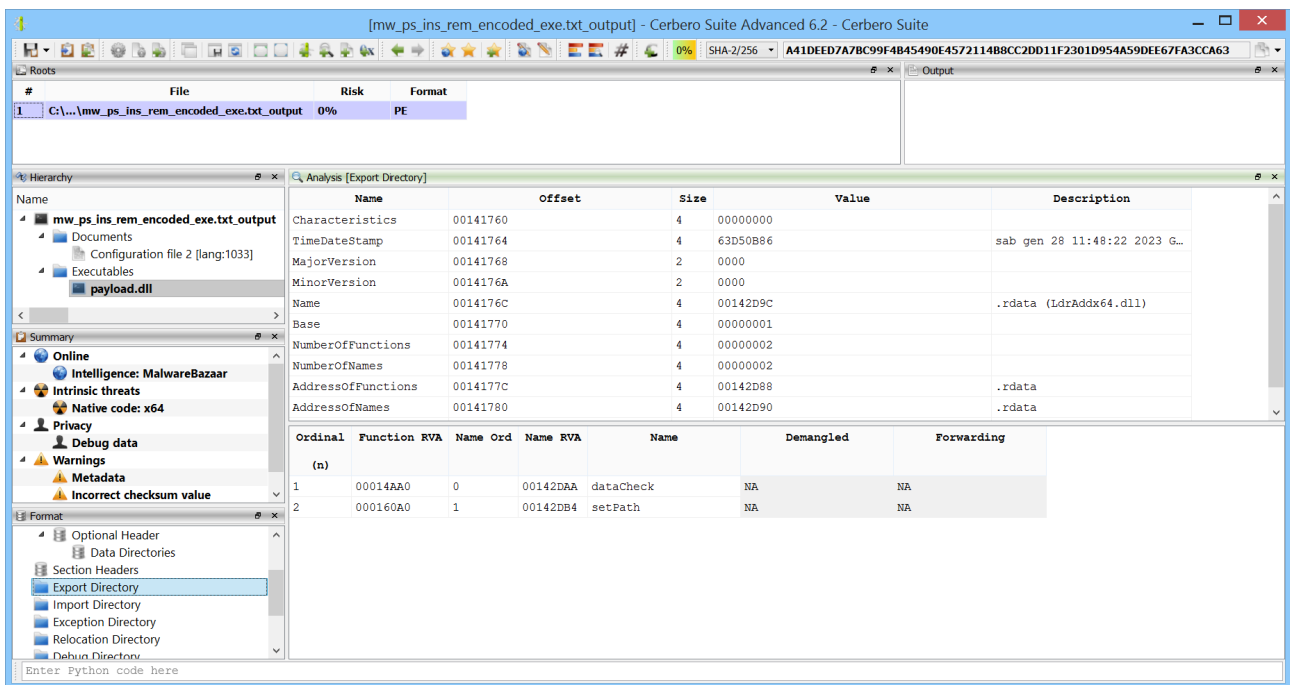 [mw_ps_ins_rem_encoded_exe.txt_output] - Cerbero Suite Advanced 6.2 - Cerbero Suite
0% SHA-2/256 A41DEED7A7BC99F4B45490E4572114B8CC2DD11F2301D954A59DEE67FA3CCA63
Roots
# File Risk Format
1 C:\...\mw_ps_ins_rem_encoded_exe.txt_output 0% PE
Output
Hierarchy
Name
mw_ps_ins_rem_encoded_exe.txt_output
Documents
Configuration file 2 [lang:1033]
Executables
payload.dll
Summary
Online
Intelligence: MalwareBazaar
Intrinsic threats
Native code: x64
Privacy
Debug data
Warnings
Metadata
Incorrect checksum value
Format
Optional Header
Data Directories
Section Headers
Export Directory
Import Directory
Exception Directory
Relocation Directory
Debug Directory
Analysis [Export Directory]
Name Offset Size Value Description
Characteristics 00141760 4 00000000
TimeDateStamp 00141764 4 63D50B86 sab gen 28 11:48:22 2023 G...
MajorVersion 00141768 2 0000
MinorVersion 0014176A 2 0000
Name 0014176C 4 00142D9C .rdata (LdrAddx64.dll)
Base 00141770 4 00000001
NumberOfFunctions 00141774 4 00000002
NumberOfNames 00141778 4 00000002
AddressOfFunctions 0014177C 4 00142D88 .rdata
AddressOfNames 00141780 4 00142D90 .rdata
Ordinal Function RVA Name Ord Name RVA Name Demangled Forwarding
(n)
1 00014AA0 0 00142DAA dataCheck NA NA
2 000160A0 1 00142DB4 setPath NA NA
Enter Python code here